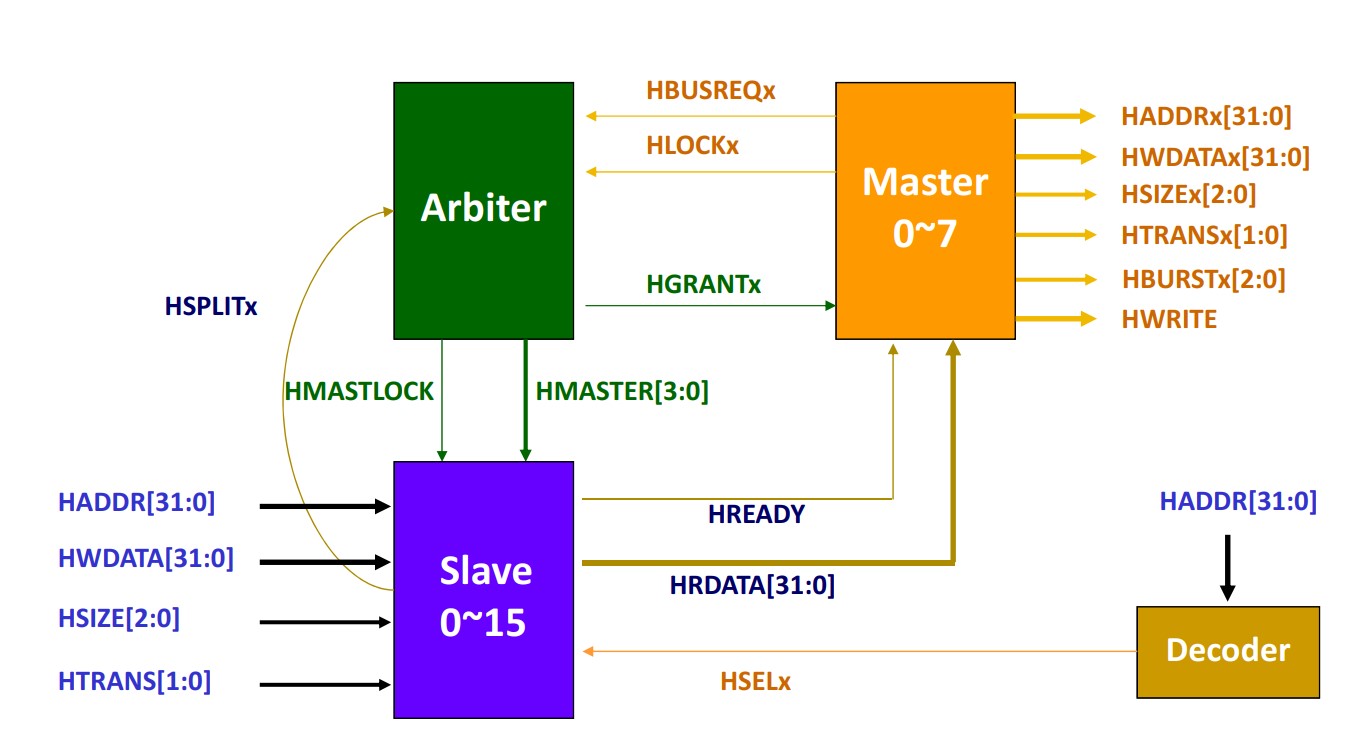 HBUSREQx
HLOCKx
Arbiter
Master
0~7
HADDRx[31:0]
HWDATAx[31:0]
HSIZEx[2:0]
HTRANSx[1:0]
HBURSTx[2:0]
HWRITE
HGRANTx
HSPLITx
HMASTLOCK
HMASTER[3:0]
HADDR[31:0]
HWDATA[31:0]
HSIZE[2:0]
HTRANS[1:0]
Slave
0~15
HREADY
HRDATA[31:0]
HSELx
HADDR[31:0]
Decoder